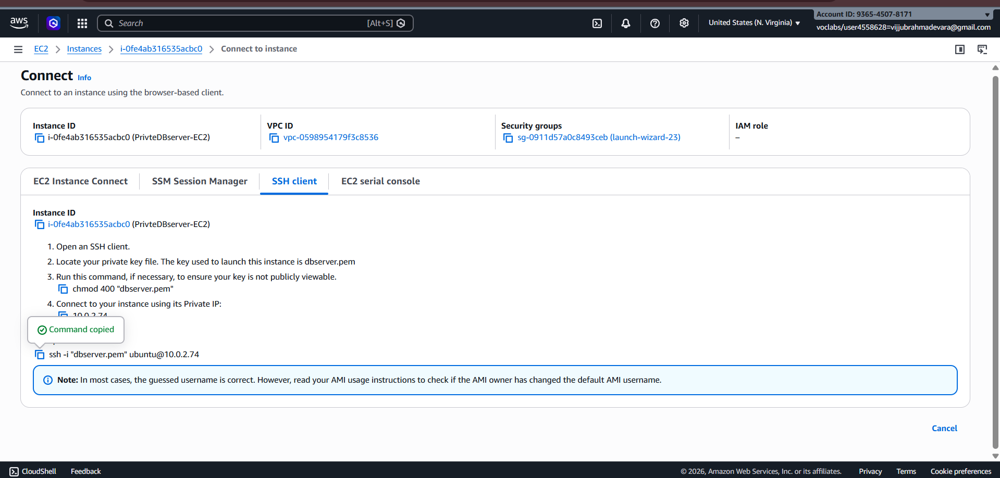 aws
Search [Alt+S]
United States (N. Virginia)
Account ID: 9365-4507-8171
voclabs/user4558628=vijjubrahmadevara@gmail.com
EC2 Instances i-0fe4ab316535acbc0 Connect to instance
Connect Info
Connect to an instance using the browser-based client.
Instance ID
i-0fe4ab316535acbc0 (PrivteDBserver-EC2)
VPC ID
vpc-0598954179f3c8536
Security groups
sg-0911d57a0c8493ceb (launch-wizard-23)
IAM role
–
EC2 Instance Connect SSM Session Manager SSH client EC2 serial console
Instance ID
i-0fe4ab316535acbc0 (PrivteDBserver-EC2)
1. Open an SSH client.
2. Locate your private key file. The key used to launch this instance is dbserver.pem
3. Run this command, if necessary, to ensure your key is not publicly viewable.
chmod 400 "dbserver.pem"
4. Connect to your instance using its Private IP:
10.0.2.74
Command copied
ssh -i "dbserver.pem" ubuntu@10.0.2.74
Note: In most cases, the guessed username is correct. However, read your AMI usage instructions to check if the AMI owner has changed the default AMI username.
Cancel
CloudShell Feedback © 2026, Amazon Web Services, Inc. or its affiliates. Privacy Terms Cookie preferences